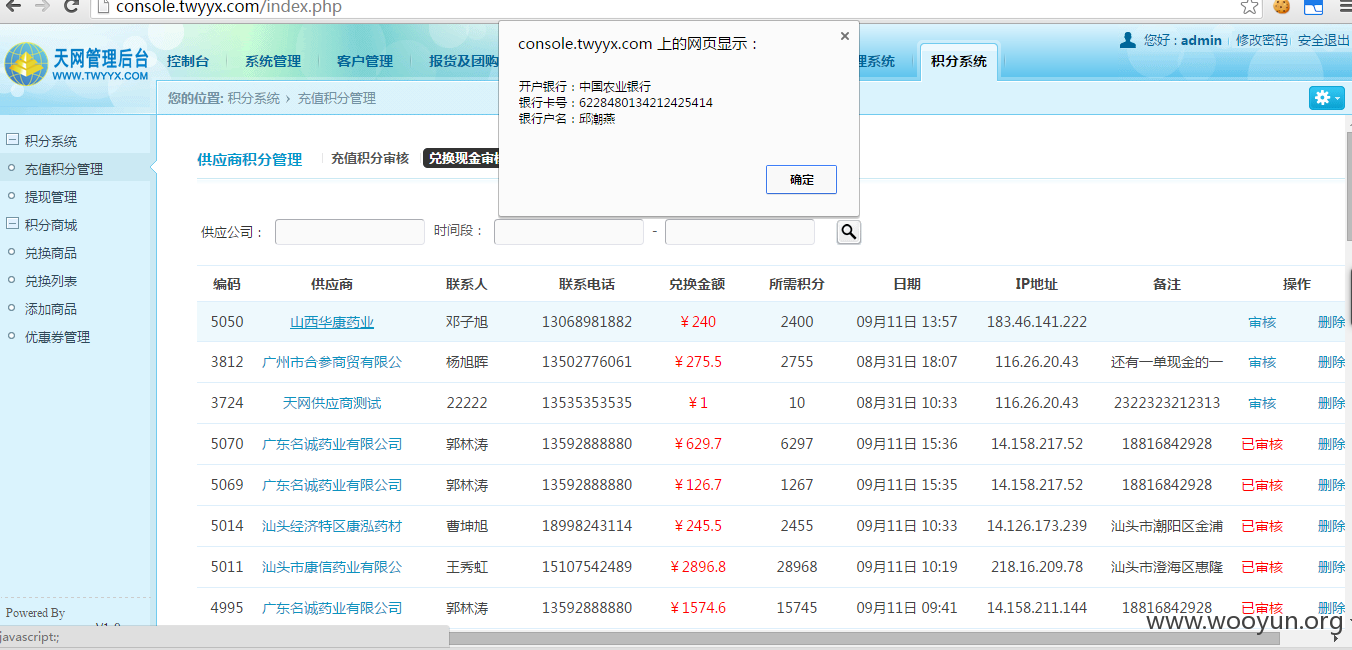 console.twyyx.com/index.php
天网管理后台
WWW.TWYYX.COM
控制台 系统管理 客户管理 报货及团购 理系统 积分系统
您好：admin 修改密码 安全退出
您的位置: 积分系统 › 充值积分管理
console.twyyx.com 上的网页显示：
开户银行：中国农业银行
银行卡号：6228480134212425414
银行户名：邱潮燕
确定
积分系统
充值积分管理
提现管理
积分商城
兑换商品
兑换列表
添加商品
优惠券管理
供应商积分管理 充值积分审核 兑换现金审核
供应公司： 时间段： -
编码 供应商 联系人 联系电话 兑换金额 所需积分 日期 IP地址 备注 操作
5050 山西华康药业 邓子旭 13068981882 ￥240 2400 09月11日 13:57 183.46.141.222 审核 删除
3812 广州市合参商贸有限公 杨旭晖 13502776061 ￥275.5 2755 08月31日 18:07 116.26.20.43 还有一单现金的一 审核 删除
3724 天网供应商测试 22222 13535353535 ￥1 10 08月31日 10:33 116.26.20.43 2322323212313 审核 删除
5070 广东名诚药业有限公司 郭林涛 13592888880 ￥629.7 6297 09月11日 15:36 14.158.217.52 18816842928 已审核 删除
5069 广东名诚药业有限公司 郭林涛 13592888880 ￥126.7 1267 09月11日 15:35 14.158.217.52 18816842928 已审核 删除
5014 汕头经济特区康泓药材 曹坤旭 18998243114 ￥245.5 2455 09月11日 10:33 14.126.173.239 汕头市潮阳区金浦 已审核 删除
5011 汕头市康信药业有限公 王秀虹 15107542489 ￥2896.8 28968 09月11日 10:19 218.16.209.78 汕头市澄海区惠隆 已审核 删除
4995 广东名诚药业有限公司 郭林涛 13592888880 ￥1574.6 15745 09月11日 09:41 14.158.211.144 18816842928 已审核 删除
Powered By
javascript:;
www.wooyun.org